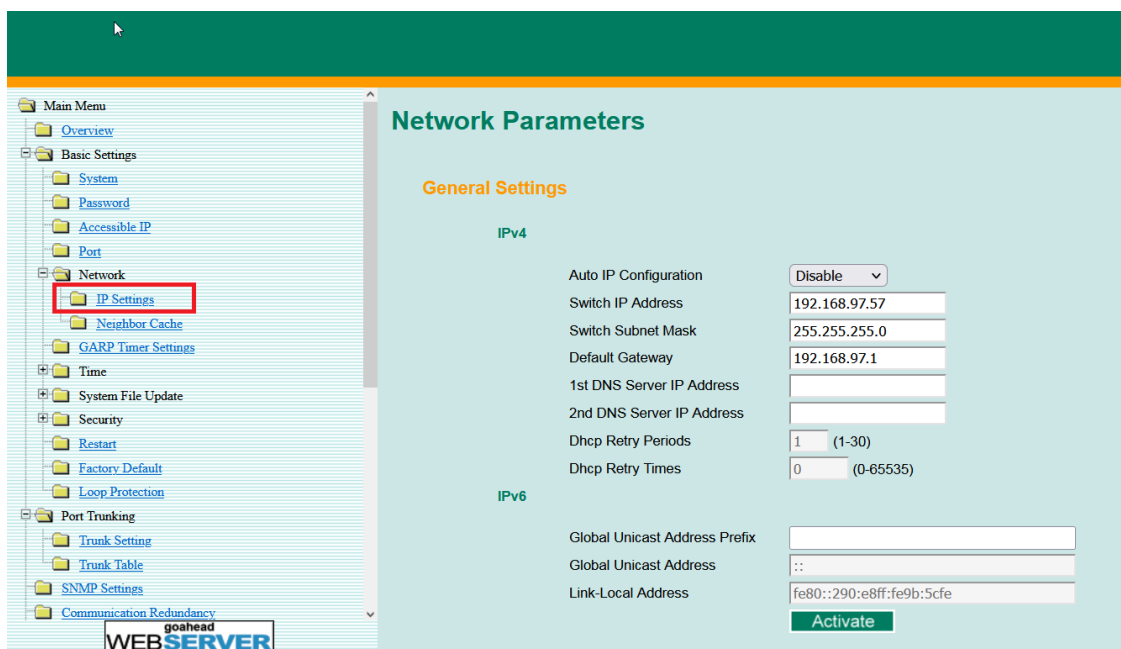 Main Menu
Overview
Basic Settings
System
Password
Accessible IP
Port
Network
IP Settings
Neighbor Cache
GARP Timer Settings
Time
System File Update
Security
Restart
Factory Default
Loop Protection
Port Trunking
Trunk Setting
Trunk Table
SNMP Settings
Communication Redundancy
goahead
WEBSERVER
Network Parameters
General Settings
IPv4
Auto IP Configuration Disable
Switch IP Address 192.168.97.57
Switch Subnet Mask 255.255.255.0
Default Gateway 192.168.97.1
1st DNS Server IP Address
2nd DNS Server IP Address
Dhcp Retry Periods 1 (1-30)
Dhcp Retry Times 0 (0-65535)
IPv6
Global Unicast Address Prefix
Global Unicast Address ::
Link-Local Address fe80::290:e8ff:fe9b:5cfe
Activate